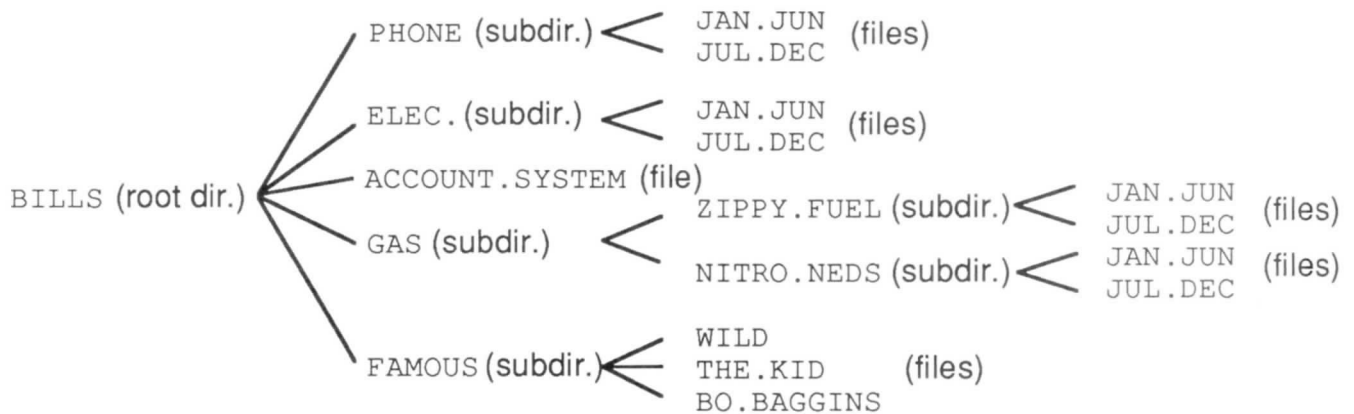 PHONE (subdir.)
JAN.JUN
JUL.DEC
(files)
ELEC. (subdir.)
JAN.JUN
JUL.DEC
(files)
BILLS (root dir.)
ACCOUNT.SYSTEM (file)
GAS (subdir.)
ZIPPY.FUEL (subdir.)
JAN.JUN
JUL.DEC
(files)
NITRO.NEDS (subdir.)
JAN.JUN
JUL.DEC
(files)
FAMOUS (subdir.)
WILD
THE.KID
BO.BAGGINS
(files)